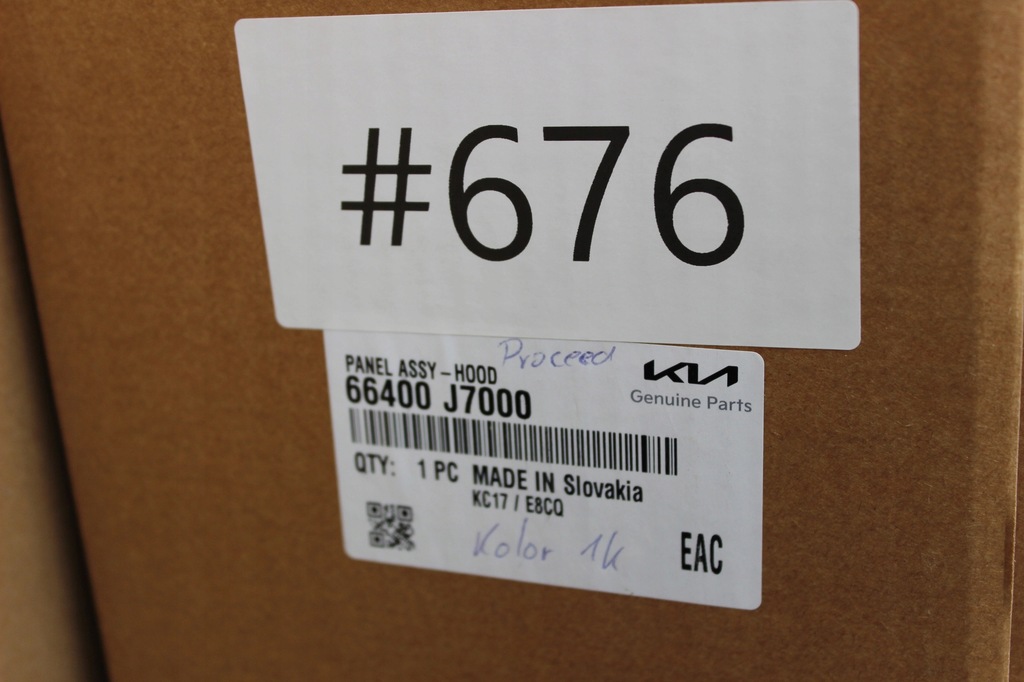 #676
Proceed
PANEL ASSY-HOOD
66400 J7000
KIA
Genuine Parts
QTY: 1 PC MADE IN Slovakia
KC17 / E8CQ
Kolor 1k
EAC